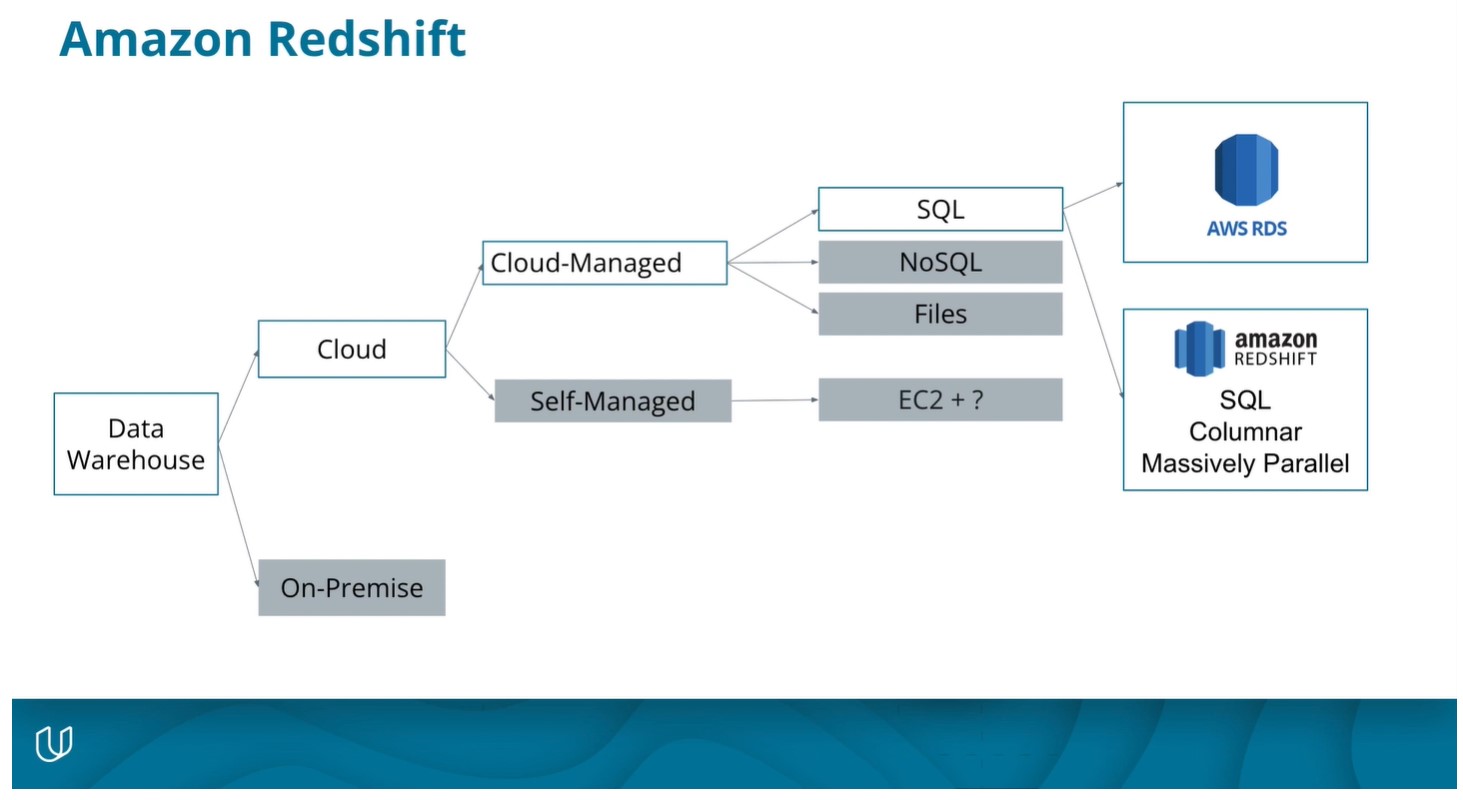 Amazon Redshift
Data
Warehouse
Cloud
On-Premise
Cloud-Managed
Self-Managed
SQL
NoSQL
Files
EC2 + ?
AWS RDS
amazon
REDSHIFT
SQL
Columnar
Massively Parallel